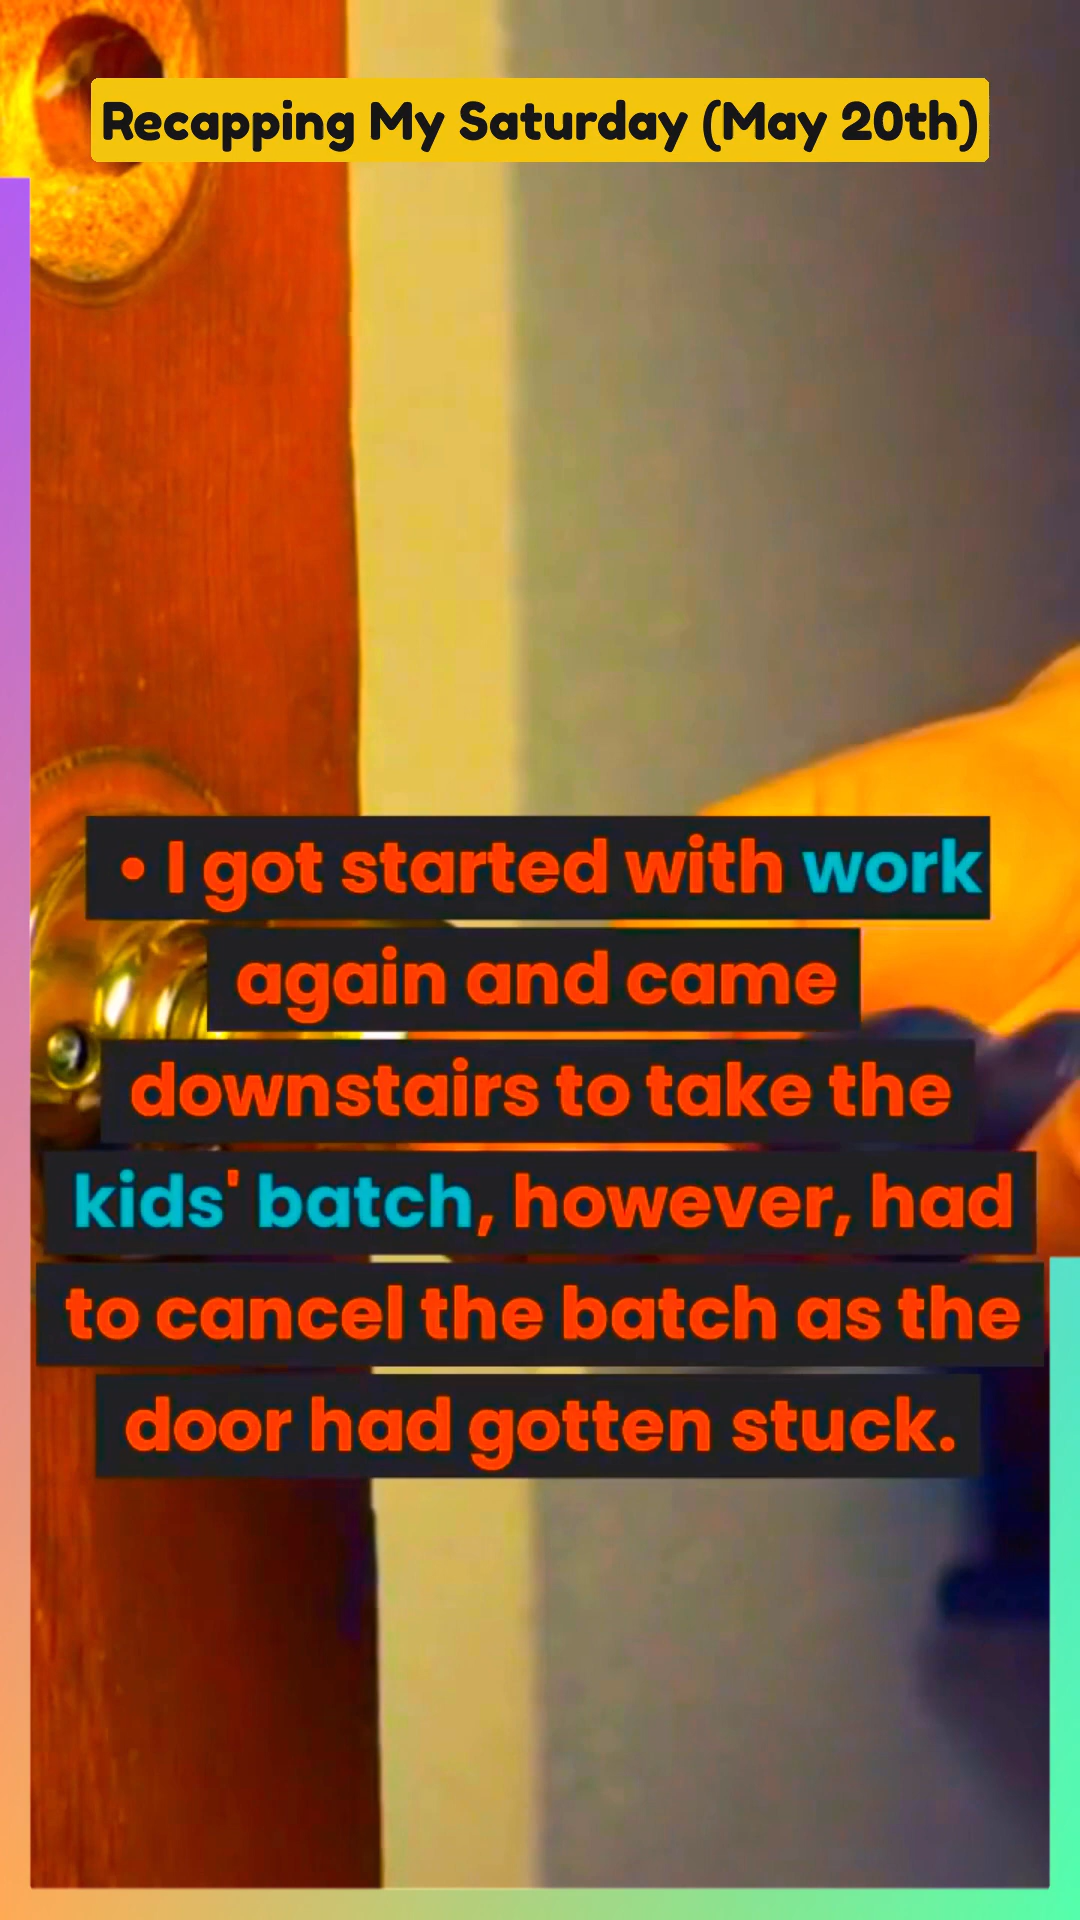 Recapping My Saturday (May 20th)
• I got started with work
again and came
downstairs to take the
kids' batch, however, had
to cancel the batch as the
door had gotten stuck.